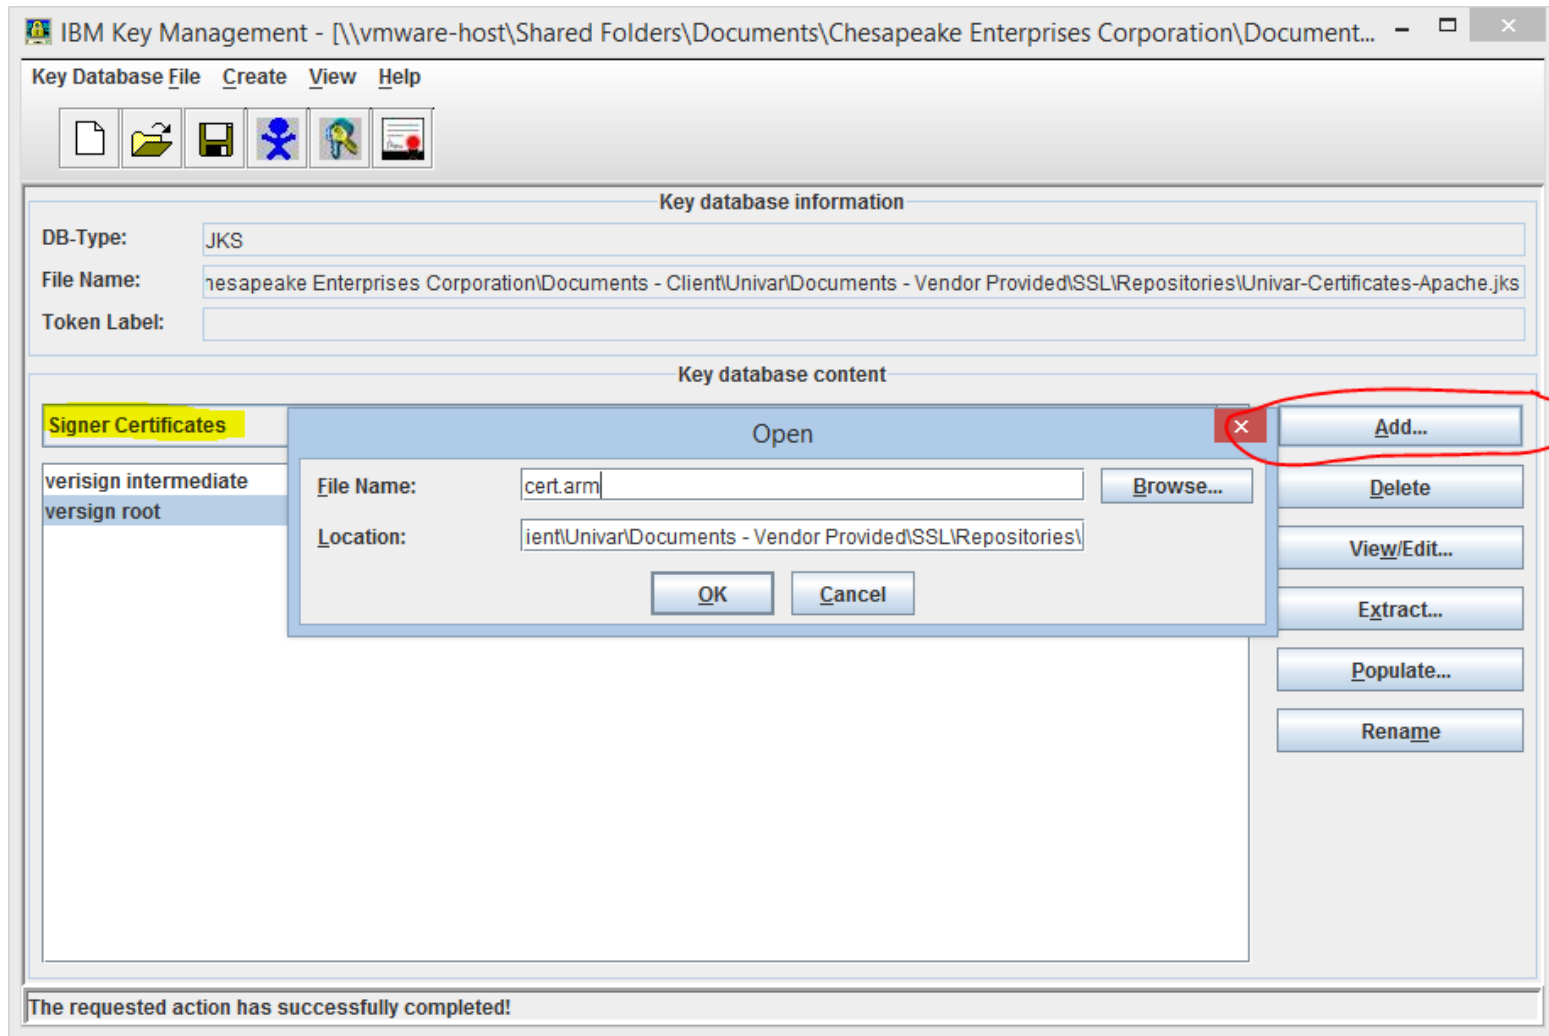 IBM Key Management - [\\vmware-host\Shared Folders\Documents\Chesapeake Enterprises Corporation\Document...
Key Database File Create View Help
Key database information
DB-Type: JKS
File Name: hesapeake Enterprises Corporation\Documents - Client\Univar\Documents - Vendor Provided\SSL\Repositories\Univar-Certificates-Apache.jks
Token Label:
Key database content
Signer Certificates
Add...
Open
verisign intermediate
versign root
File Name: cert.arm Browse...
Location: ient\Univar\Documents - Vendor Provided\SSL\Repositories\
OK Cancel
Delete
View/Edit...
Extract...
Populate...
Rename
The requested action has successfully completed!